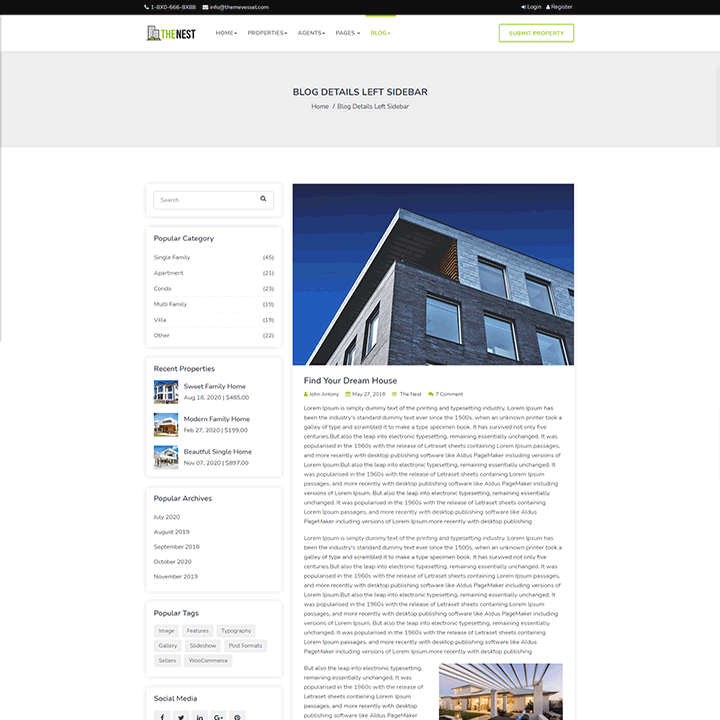 1-8X0-666-8X88 info@themevessel.com Login Register
THENEST HOME PROPERTIES AGENTS PAGES BLOG SUBMIT PROPERTY
BLOG DETAILS LEFT SIDEBAR
Home / Blog Details Left Sidebar
Search
Popular Category
Single Family (45)
Apartment (21)
Condo (23)
Multi Family (19)
Villa (19)
Other (22)
Recent Properties
Sweet Family Home
Aug 18, 2020 | $485,00
Modern Family Home
Feb 27, 2020 | $199,00
Beautiful Single Home
Nov 07, 2020 | $897,00
Popular Archives
July 2020
August 2019
September 2018
October 2020
November 2019
Popular Tags
Image Features Typography
Gallery Slideshow Post Formats
Sellers WooCommerce
Social Media
Find Your Dream House
John Antony May 27, 2018 The Nest 7 Comment
Lorem Ipsum is simply dummy text of the printing and typesetting industry. Lorem Ipsum has
been the industry's standard dummy text ever since the 1500s, when an unknown printer took a
galley of type and scrambled it to make a type specimen book. It has survived not only five
centuries.But also the leap into electronic typesetting, remaining essentially unchanged. It was
popularised in the 1960s with the release of Letraset sheets containing Lorem Ipsum passages,
and more recently with desktop publishing software like Aldus PageMaker including versions of
Lorem Ipsum.But also the leap into electronic typesetting, remaining essentially unchanged. It
was popularised in the 1960s with the release of Letraset sheets containing Lorem Ipsum
passages, and more recently with desktop publishing software like Aldus PageMaker including
versions of Lorem Ipsum. But also the leap into electronic typesetting, remaining essentially
unchanged. It was popularised in the 1960s with the release of Letraset sheets containing
Lorem Ipsum passages, and more recently with desktop publishing software like Aldus
PageMaker including versions of Lorem Ipsum.more recently with desktop publishing
Lorem Ipsum is simply dummy text of the printing and typesetting industry. Lorem Ipsum has
been the industry's standard dummy text ever since the 1500s, when an unknown printer took a
galley of type and scrambled it to make a type specimen book. It has survived not only five
centuries.But also the leap into electronic typesetting, remaining essentially unchanged. It was
popularised in the 1960s with the release of Letraset sheets containing Lorem Ipsum passages,
and more recently with desktop publishing software like Aldus PageMaker including versions of
Lorem Ipsum.But also the leap into electronic typesetting, remaining essentially unchanged. It
was popularised in the 1960s with the release of Letraset sheets containing Lorem Ipsum
passages, and more recently with desktop publishing software like Aldus PageMaker including
versions of Lorem Ipsum. But also the leap into electronic typesetting, remaining essentially
unchanged. It was popularised in the 1960s with the release of Letraset sheets containing
Lorem Ipsum passages, and more recently with desktop publishing software like Aldus
PageMaker including versions of Lorem Ipsum.more recently with desktop publishing
But also the leap into electronic typesetting,
remaining essentially unchanged. It was
popularised in the 1960s with the release of
Letraset sheets containing Lorem Ipsum
passages, and more recently with desktop
publishing software like Aldus PageMaker